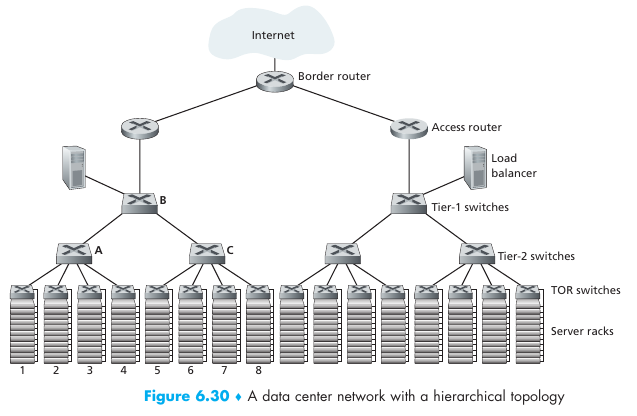 Internet
Border router
Access router
Load
balancer
B
Tier-1 switches
A
C
Tier-2 switches
TOR switches
Server racks
1 2 3 4 5 6 7 8
Figure 6.30 ♦ A data center network with a hierarchical topology